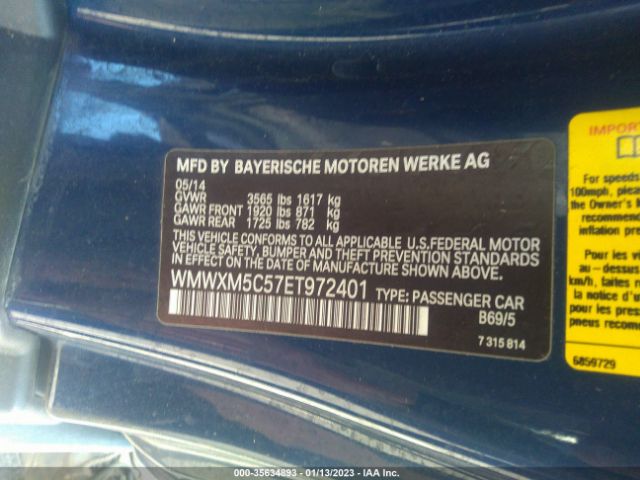 MFD BY BAYERISCHE MOTOREN WERKE AG
05/14
GVWR 3565 lbs 1617 kg
GAWR FRONT 1920 lbs 871 kg
GAWR REAR 1725 lbs 782 kg
THIS VEHICLE CONFORMS TO ALL APPLICABLE U.S.FEDERAL MOTOR
VEHICLE SAFETY, BUMPER AND THEFT PREVENTION STANDARDS
IN EFFECT ON THE DATE OF MANUFACTURE SHOWN ABOVE.
WMWXM5C57ET972401 TYPE: PASSENGER CAR
B69/5
7 315 814
For speeds
100mph, please
the Owner's
recommen
inflation pre
Pour les vi
au-dessus
km/h, faites
la notice d'
pour les pres
pneus recom
6859729
000-35634893 - 01/13/2023 - IAA Inc.